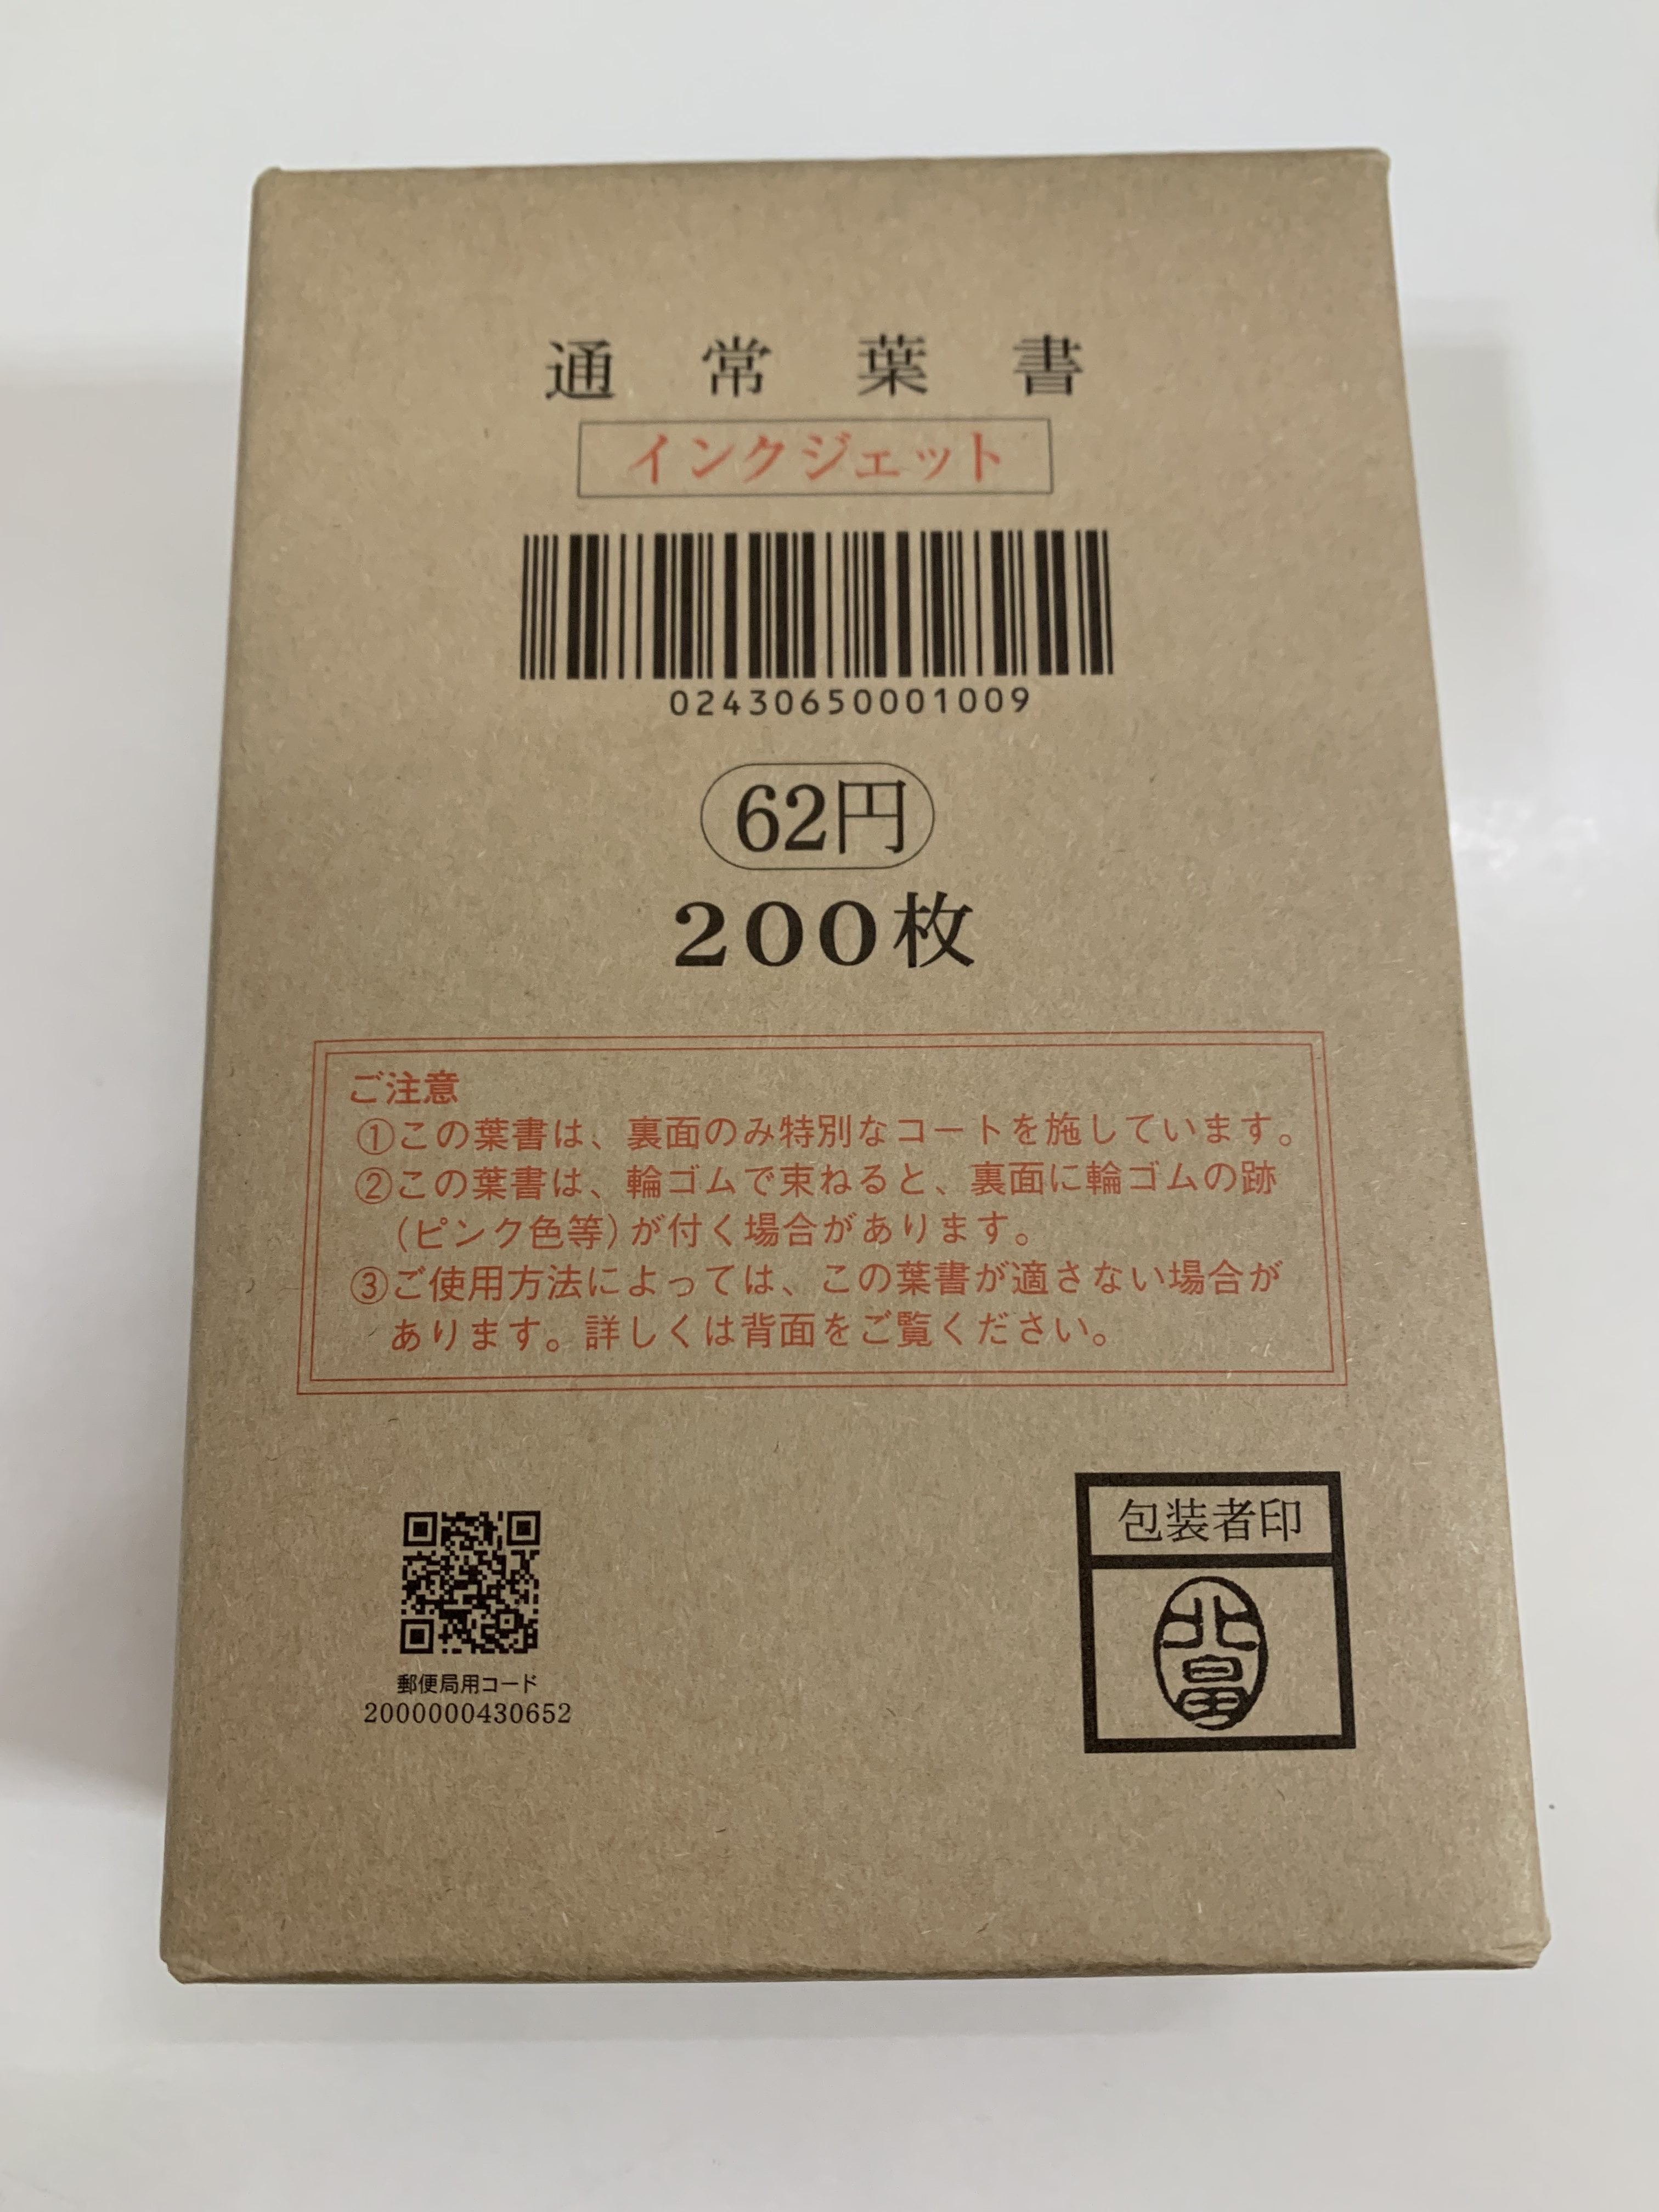 通常葉書
インクジェット
02430650001009
62円
200枚
ご注意
①この葉書は、裏面のみ特別なコートを施しています。
②この葉書は、輪ゴムで束ねると、裏面に輪ゴムの跡
(ピンク色等)が付く場合があります。
③ご使用方法によっては、この葉書が適さない場合が
あります。詳しくは背面をご覧ください。
郵便局用コード
2000000430652
包装者印
北畠